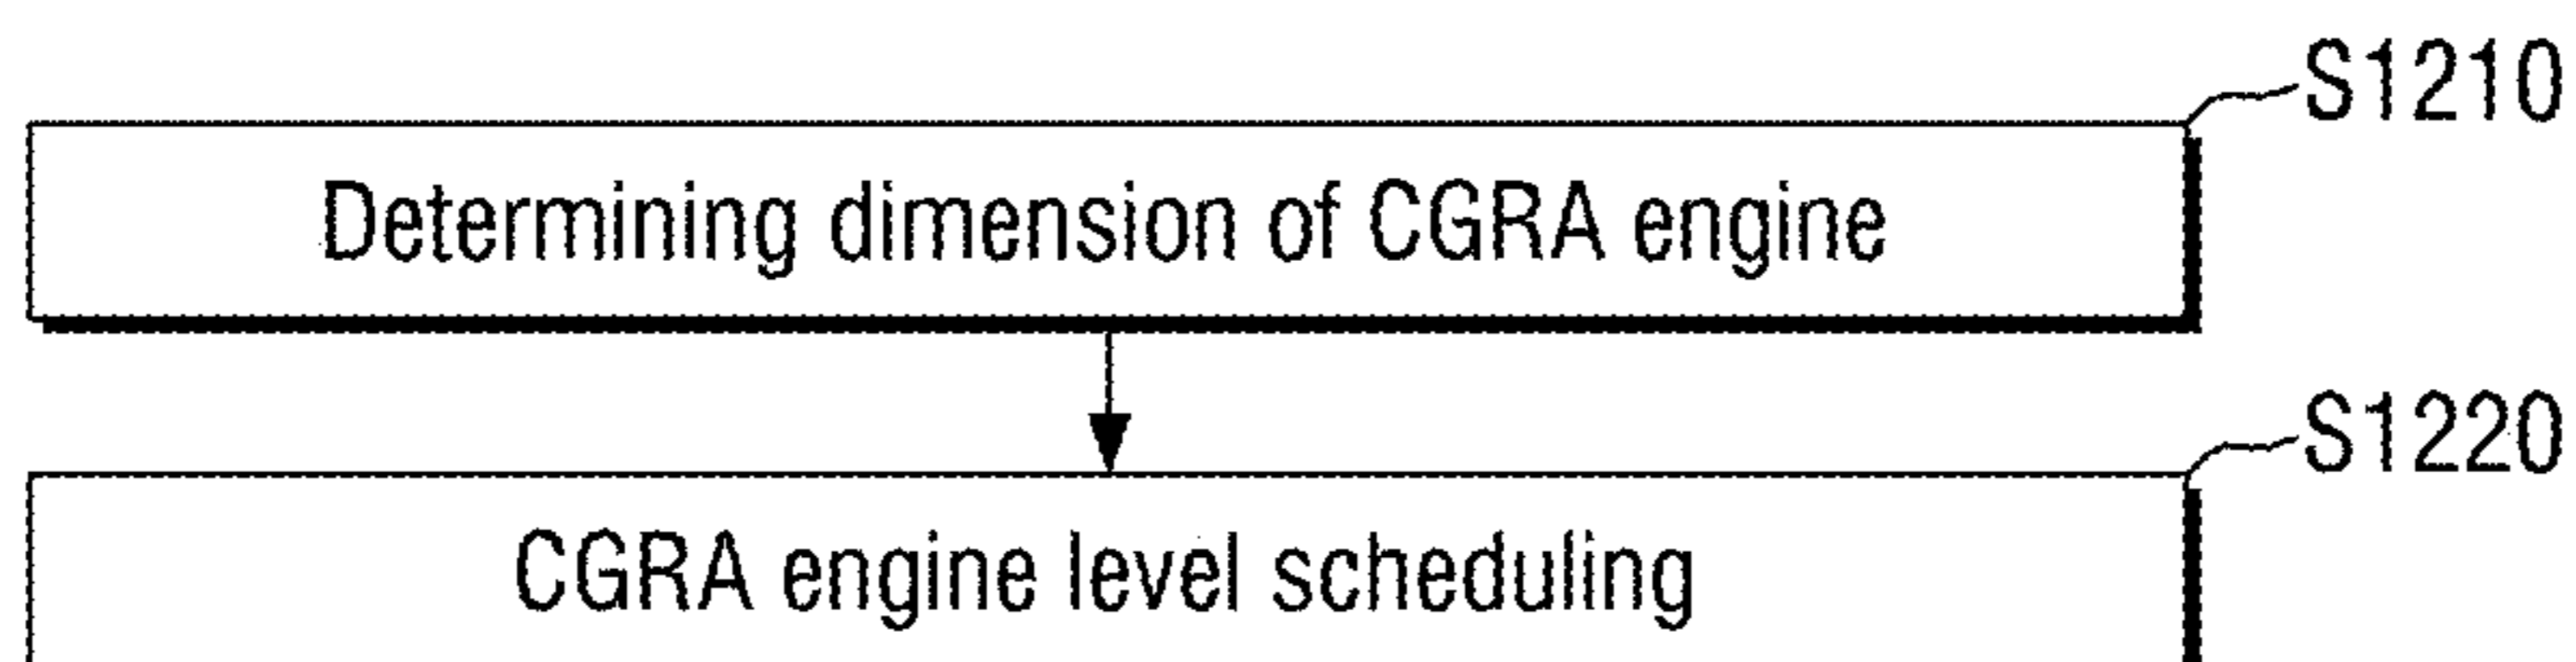 S1210
Determining dimension of CGRA engine
S1220
CGRA engine level scheduling